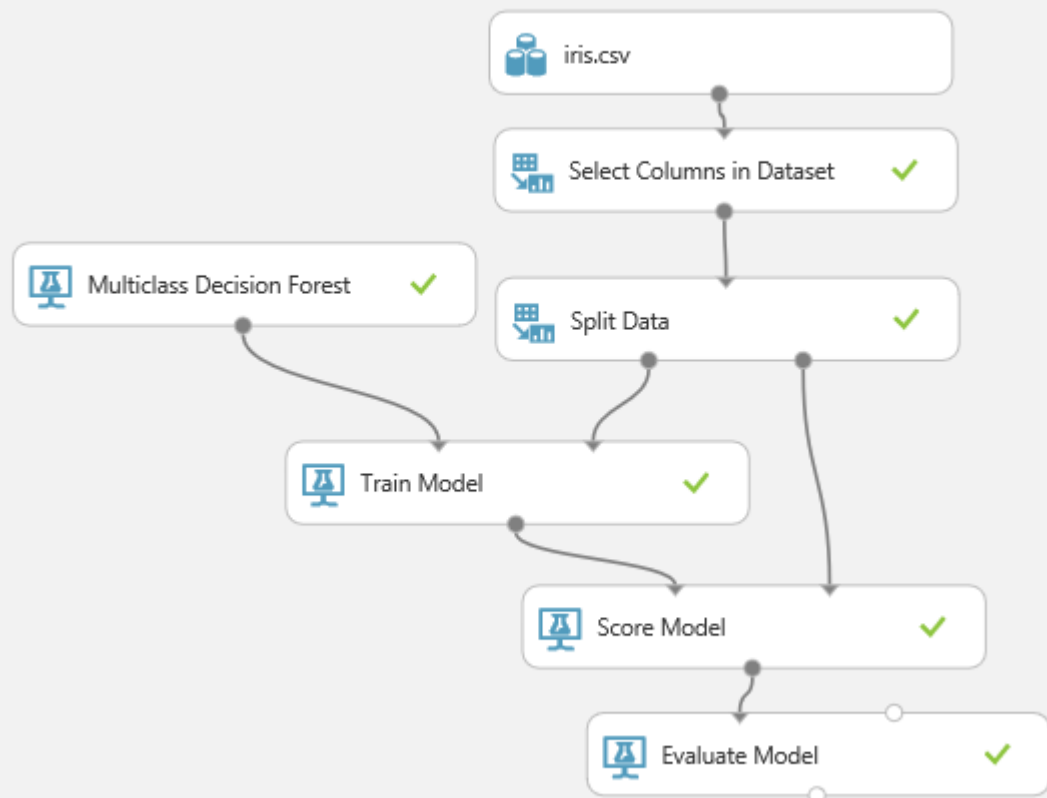 iris.csv
Select Columns in Dataset
Multiclass Decision Forest
Split Data
Train Model
Score Model
Evaluate Model